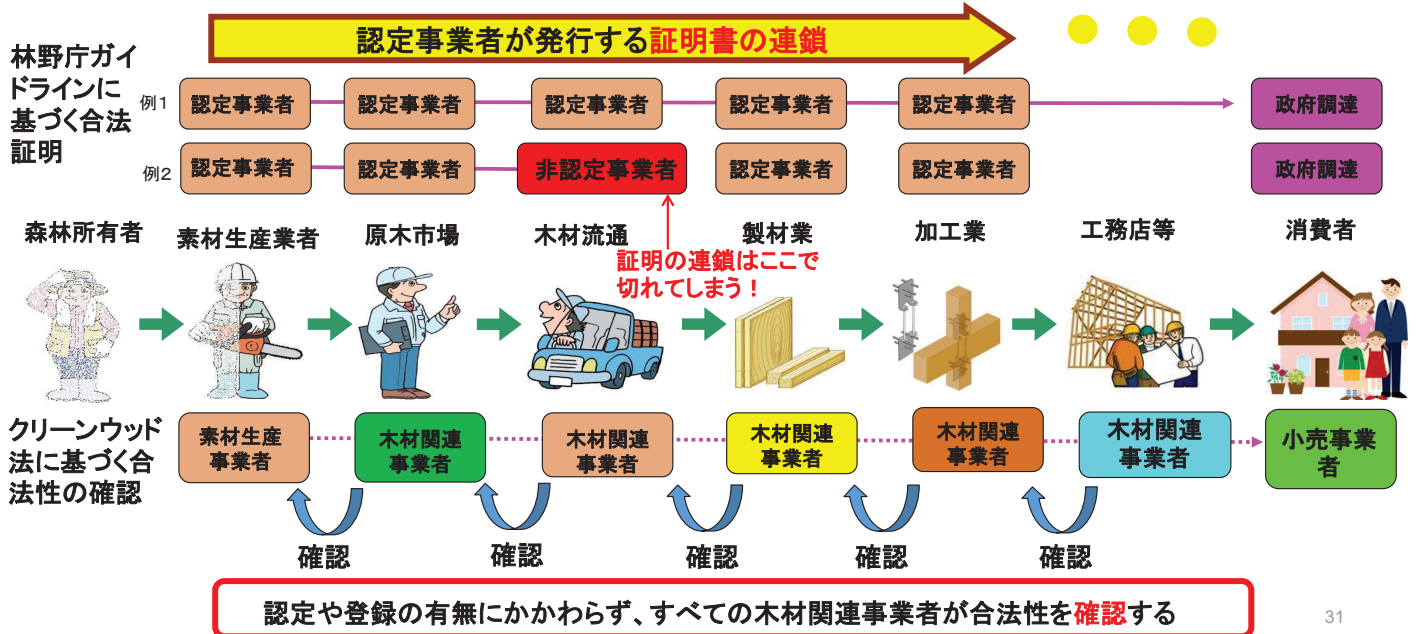 認定事業者が発行する証明書の連鎖
林野庁ガイ
ドラインに
基づく合法
証明
例1
認定事業者
認定事業者
認定事業者
認定事業者
認定事業者
政府調達
例2
認定事業者
認定事業者
非認定事業者
認定事業者
認定事業者
政府調達
森林所有者
素材生産業者
原木市場
木材流通
製材業
加工業
工務店等
消費者
証明の連鎖はここで
切れてしまう！
クリーンウッド
法に基づく合
法性の確認
素材生産
事業者
木材関連
事業者
木材関連
事業者
木材関連
事業者
木材関連
事業者
木材関連
事業者
小売事業
者
確認
確認
確認
確認
確認
認定や登録の有無にかかわらず、すべての木材関連事業者が合法性を確認する
31